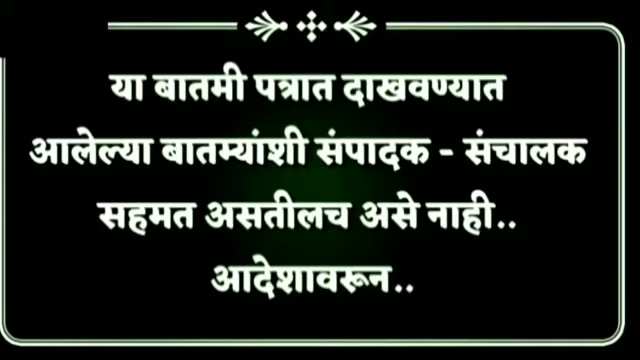 या बातमी पत्रात दाखवण्यात
आलेल्या बातम्यांशी संपादक - संचालक
सहमत असतीलच असे नाही..
आदेशावरून..